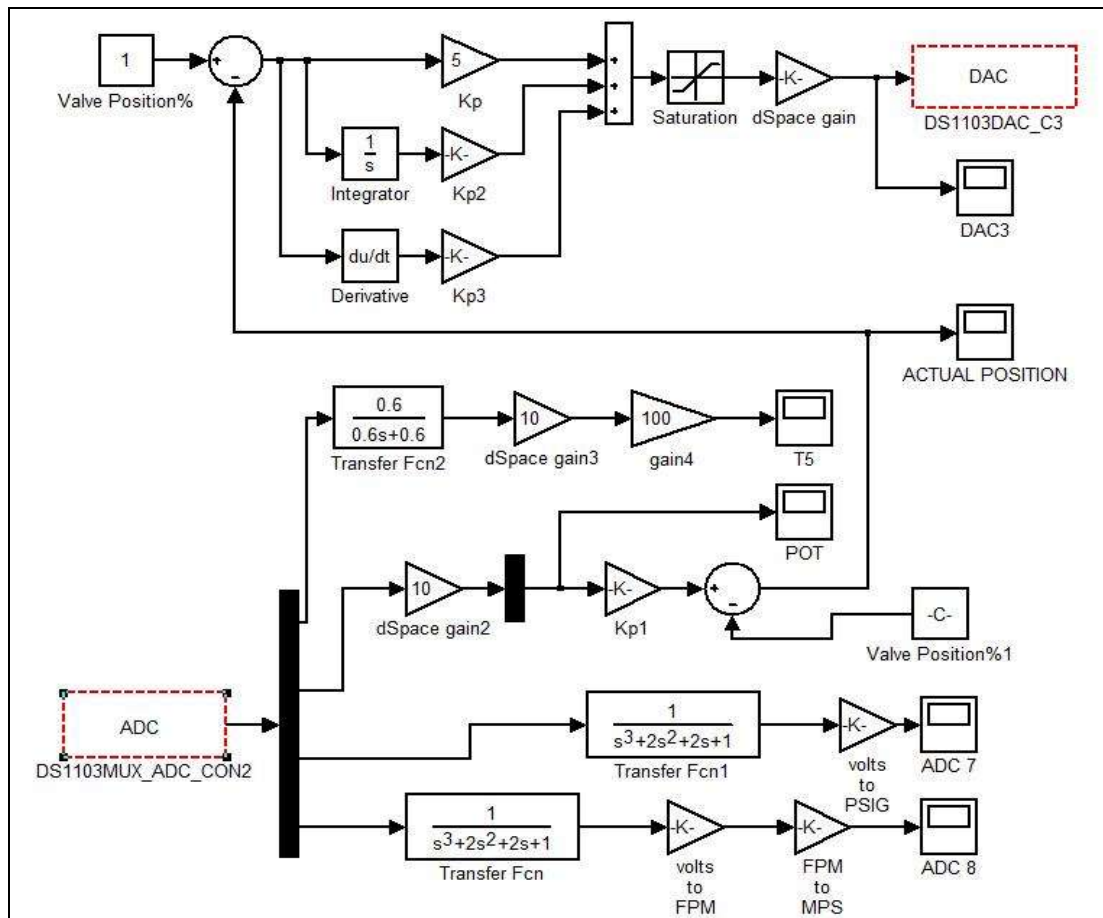 1
Valve Position%
+
-
5
Kp
+
+
+
Saturation
-K-
dSpace gain
DAC
DS1103DAC_C3
DAC3
1
s
Integrator
-K-
Kp2
du/dt
Derivative
-K-
Kp3
ACTUAL POSITION
0.6
0.6s+0.6
Transfer Fcn2
10
dSpace gain3
100
gain4
T5
POT
10
dSpace gain2
-K-
Kp1
+
-
-C-
Valve Position%1
ADC
DS1103MUX_ADC_CON2
1
s³+2s²+2s+1
Transfer Fcn1
-K-
volts
to
PSIG
ADC 7
1
s³+2s²+2s+1
Transfer Fcn
-K-
volts
to
FPM
-K-
FPM
to
MPS
ADC 8